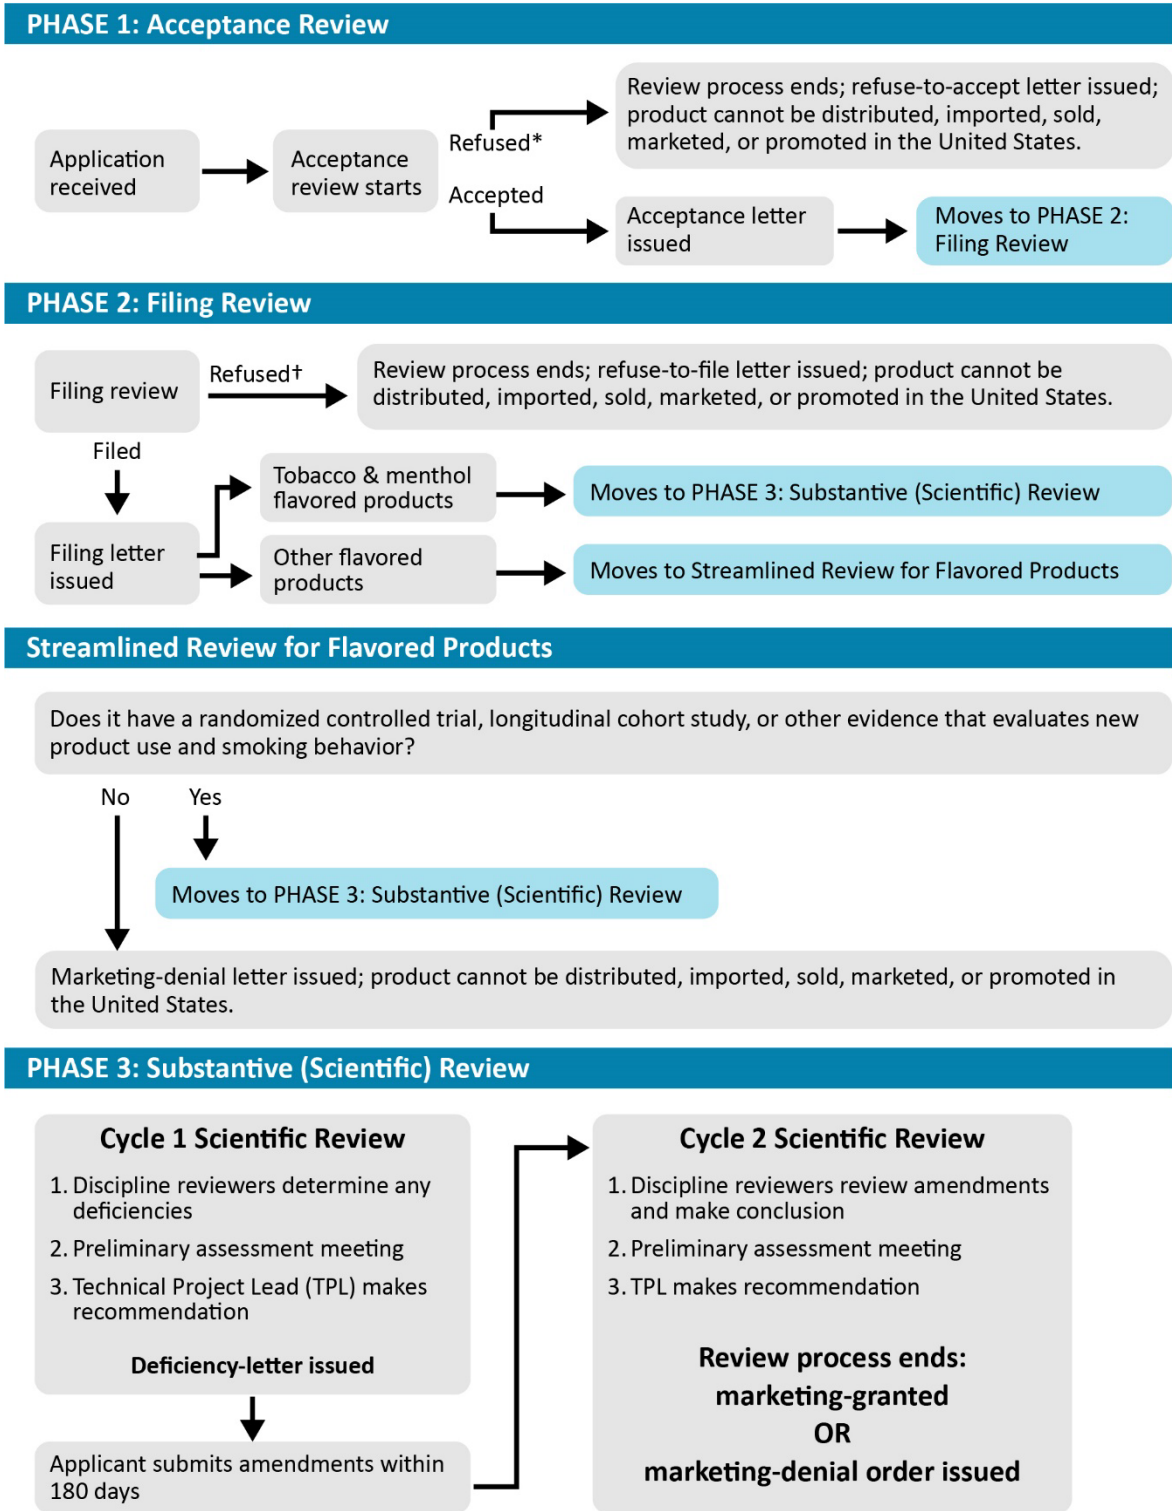 PHASE 1: Acceptance Review
Application
received
Acceptance
review starts
Refused*
Review process ends; refuse-to-accept letter issued;
product cannot be distributed, imported, sold,
marketed, or promoted in the United States.
Accepted
Acceptance letter
issued
Moves to PHASE 2:
Filing Review
PHASE 2: Filing Review
Filing review
Refused†
Review process ends; refuse-to-file letter issued; product cannot be
distributed, imported, sold, marketed, or promoted in the United States.
Filed
Filing letter
issued
Tobacco & menthol
flavored products
Moves to PHASE 3: Substantive (Scientific) Review
Other flavored
products
Moves to Streamlined Review for Flavored Products
Streamlined Review for Flavored Products
Does it have a randomized controlled trial, longitudinal cohort study, or other evidence that evaluates new
product use and smoking behavior?
No
Yes
Moves to PHASE 3: Substantive (Scientific) Review
Marketing-denial letter issued; product cannot be distributed, imported, sold, marketed, or promoted in
the United States.
PHASE 3: Substantive (Scientific) Review
Cycle 1 Scientific Review
1. Discipline reviewers determine any
deficiencies
2. Preliminary assessment meeting
3. Technical Project Lead (TPL) makes
recommendation
Deficiency-letter issued
Applicant submits amendments within
180 days
Cycle 2 Scientific Review
1. Discipline reviewers review amendments
and make conclusion
2. Preliminary assessment meeting
3. TPL makes recommendation
Review process ends:
marketing-granted
OR
marketing-denial order issued